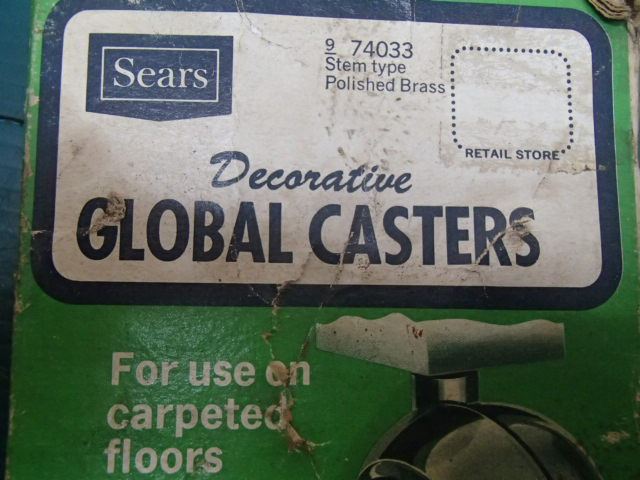 Sears
9 74033
Stem type
Polished Brass
RETAIL STORE
Decorative
GLOBAL CASTERS
For use on
carpeted
floors